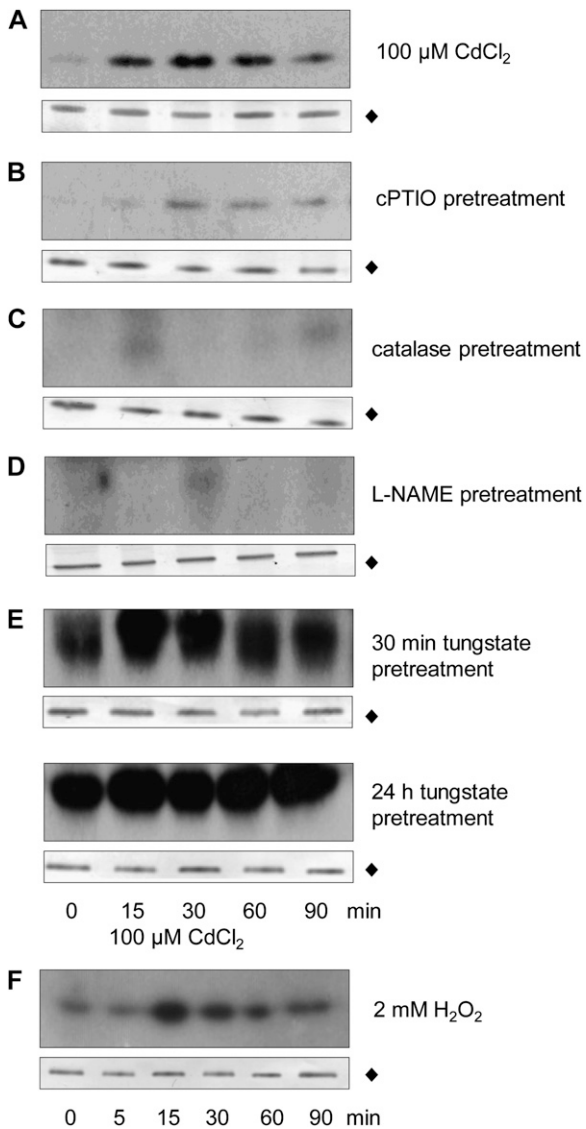 A
100 µM CdCl₂
◆
B
cPTIO pretreatment
◆
C
catalase pretreatment
◆
D
L-NAME pretreatment
◆
E
30 min tungstate
pretreatment
◆
24 h tungstate
pretreatment
◆
0 15 30 60 90 min
100 µM CdCl₂
F
2 mM H₂O₂
◆
0 5 15 30 60 90